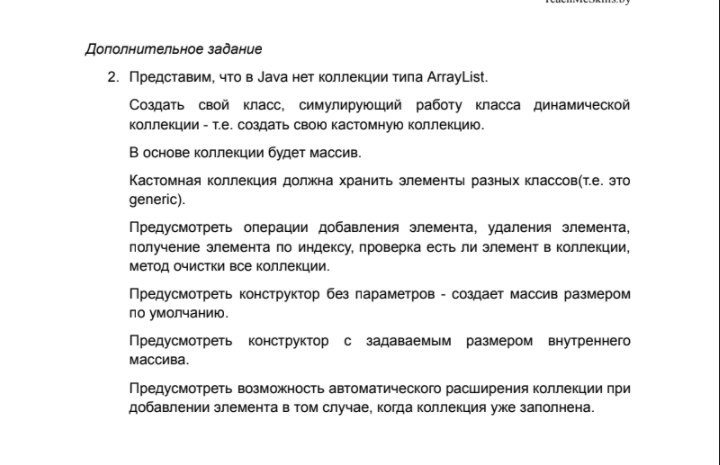 Дополнительное задание
2. Представим, что в Java нет коллекции типа ArrayList.
Создать свой класс, симулирующий работу класса динамической
коллекции - т.е. создать свою кастомную коллекцию.
В основе коллекции будет массив.
Кастомная коллекция должна хранить элементы разных классов(т.е. это
generic).
Предусмотреть операции добавления элемента, удаления элемента,
получение элемента по индексу, проверка есть ли элемент в коллекции,
метод очистки все коллекции.
Предусмотреть конструктор без параметров - создает массив размером
по умолчанию.
Предусмотреть конструктор с задаваемым размером внутреннего
массива.
Предусмотреть возможность автоматического расширения коллекции при
добавлении элемента в том случае, когда коллекция уже заполнена.